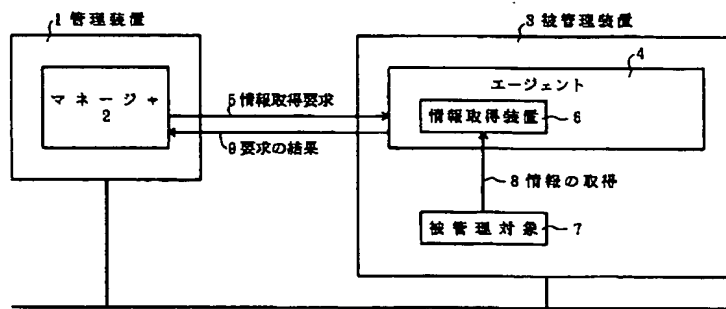 1 管理装置
マネージャ
2
5 情報取得要求
9 要求の結果
3 被管理装置
4
エージェント
情報取得装置
6
8 情報の取得
被管理対象
7